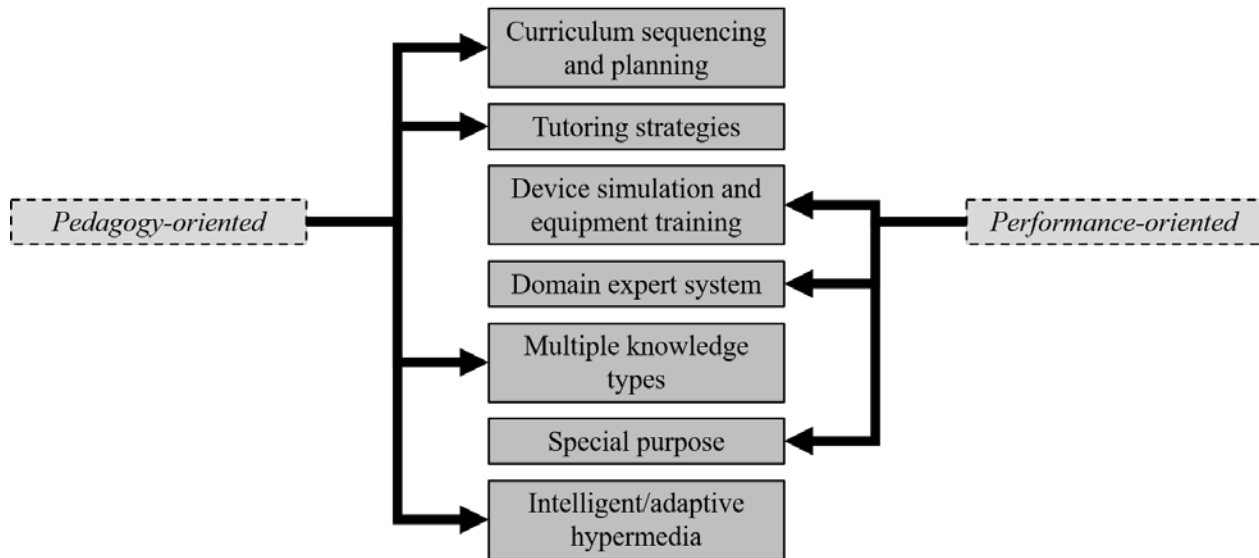 Curriculum sequencing
and planning
Tutoring strategies
Device simulation and
equipment training
Pedagogy-oriented
Performance-oriented
Domain expert system
Multiple knowledge
types
Special purpose
Intelligent/adaptive
hypermedia